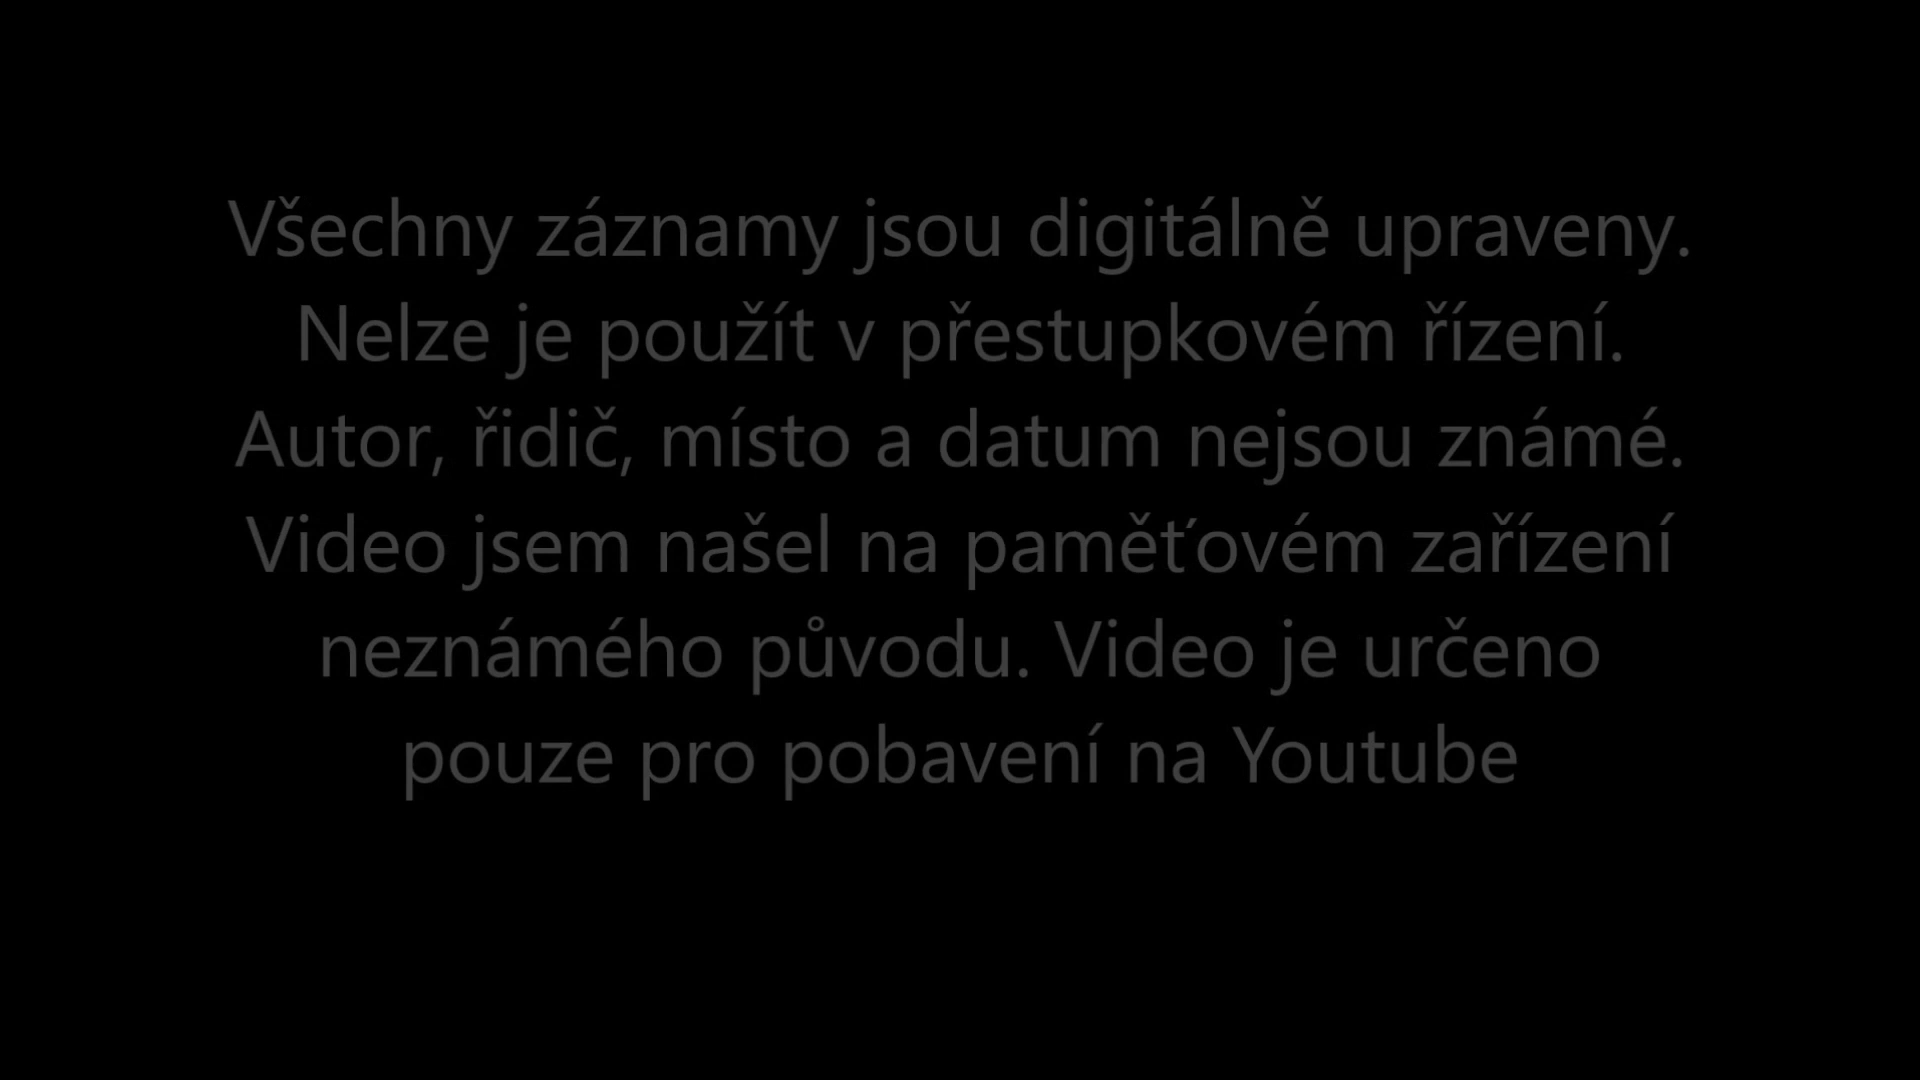 Všechny záznamy jsou digitálně upraveny.
Nelze je použít v přestupkovém řízení.
Autor, řidič, místo a datum nejsou známé.
Video jsem našel na paměťovém zařízení
neznámého původu. Video je určeno
pouze pro pobavení na Youtube